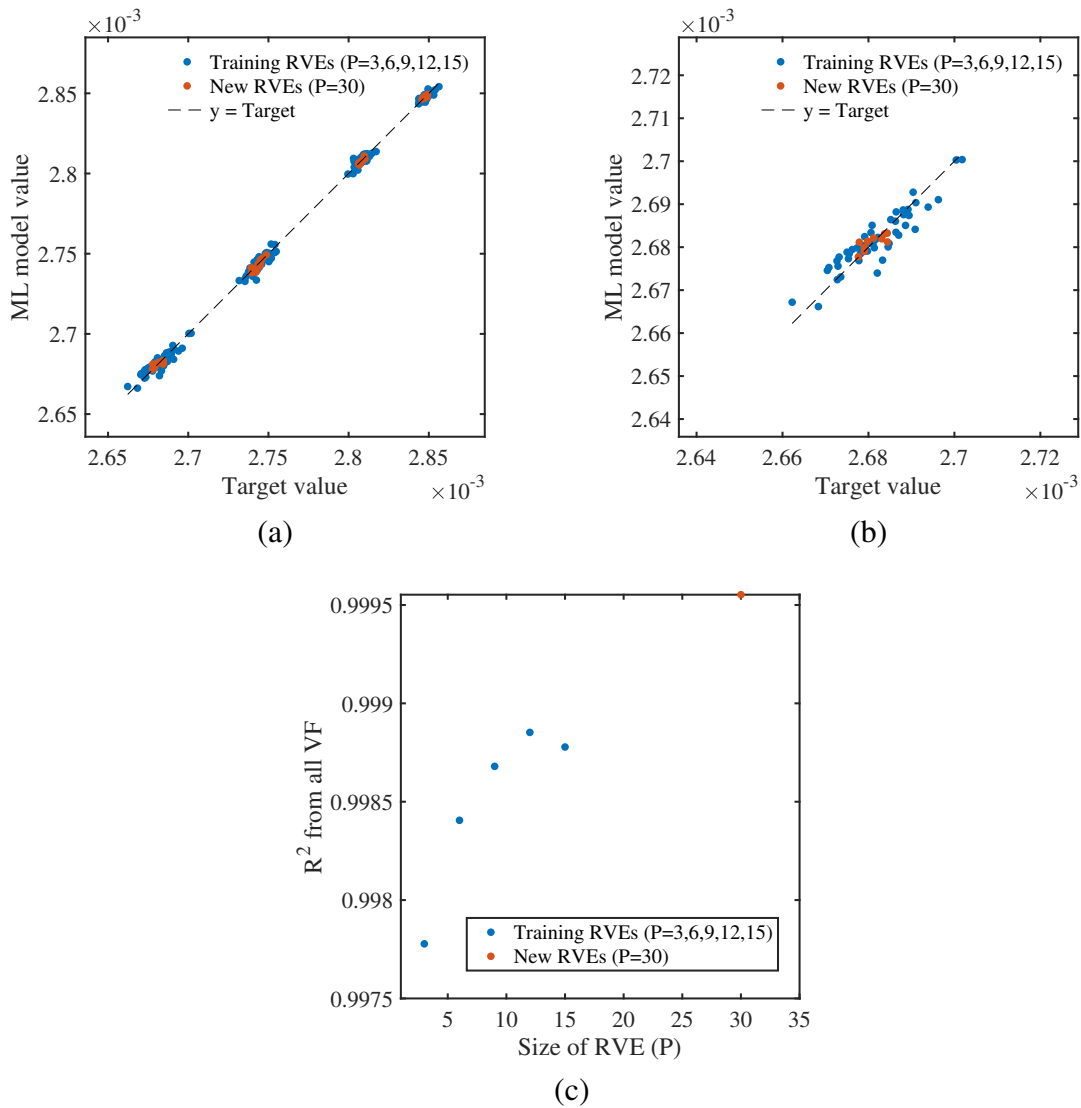 ×10⁻³
Training RVEs (P=3,6,9,12,15)
New RVEs (P=30)
y = Target
2.85
2.8
2.75
2.7
2.65
ML model value
2.65 2.7 2.75 2.8 2.85
Target value
×10⁻³
(a)
×10⁻³
Training RVEs (P=3,6,9,12,15)
New RVEs (P=30)
y = Target
2.72
2.71
2.7
2.69
2.68
2.67
2.66
2.65
2.64
ML model value
2.64 2.66 2.68 2.7 2.72
Target value
×10⁻³
(b)
0.9995
0.999
0.9985
0.998
0.9975
R² from all VF
Training RVEs (P=3,6,9,12,15)
New RVEs (P=30)
5 10 15 20 25 30 35
Size of RVE (P)
(c)